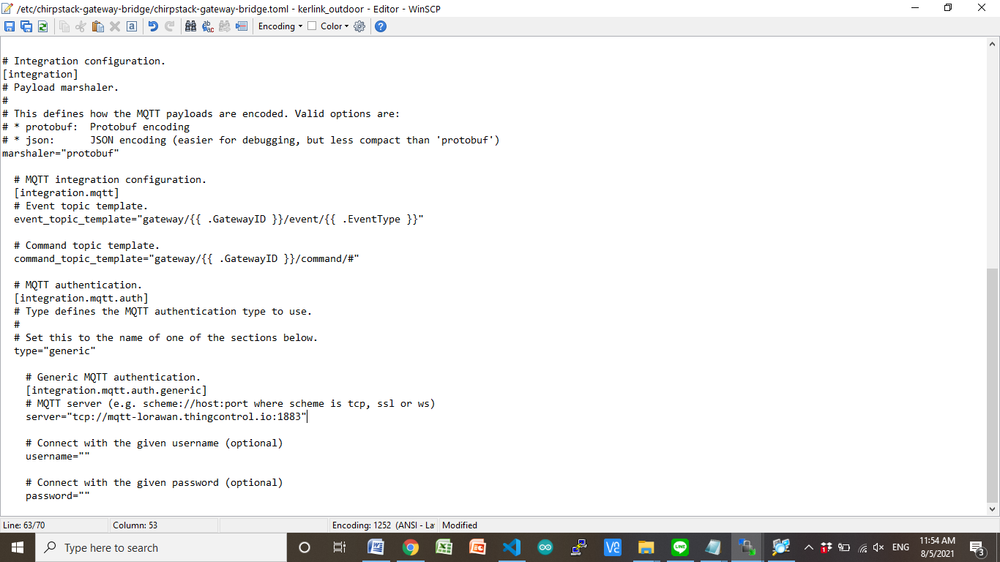 /etc/chirpstack-gateway-bridge/chirpstack-gateway-bridge.toml - kerlink_outdoor - Editor - WinSCP
Encoding Color
# Integration configuration.
[integration]
# Payload marshaler.
#
# This defines how the MQTT payloads are encoded. Valid options are:
# * protobuf:  Protobuf encoding
# * json:      JSON encoding (easier for debugging, but less compact than 'protobuf')
marshaler="protobuf"
# MQTT integration configuration.
[integration.mqtt]
# Event topic template.
event_topic_template="gateway/{{ .GatewayID }}/event/{{ .EventType }}"
# Command topic template.
command_topic_template="gateway/{{ .GatewayID }}/command/#"
# MQTT authentication.
[integration.mqtt.auth]
# Type defines the MQTT authentication type to use.
#
# Set this to the name of one of the sections below.
type="generic"
# Generic MQTT authentication.
[integration.mqtt.auth.generic]
# MQTT server (e.g. scheme://host:port where scheme is tcp, ssl or ws)
server="tcp://mqtt-lorawan.thingcontrol.io:1883"
# Connect with the given username (optional)
username=""
# Connect with the given password (optional)
password=""
Line: 63/70 Column: 53 Encoding: 1252 (ANSI - La Modified
Type here to search
ENG
11:54 AM
8/5/2021
3